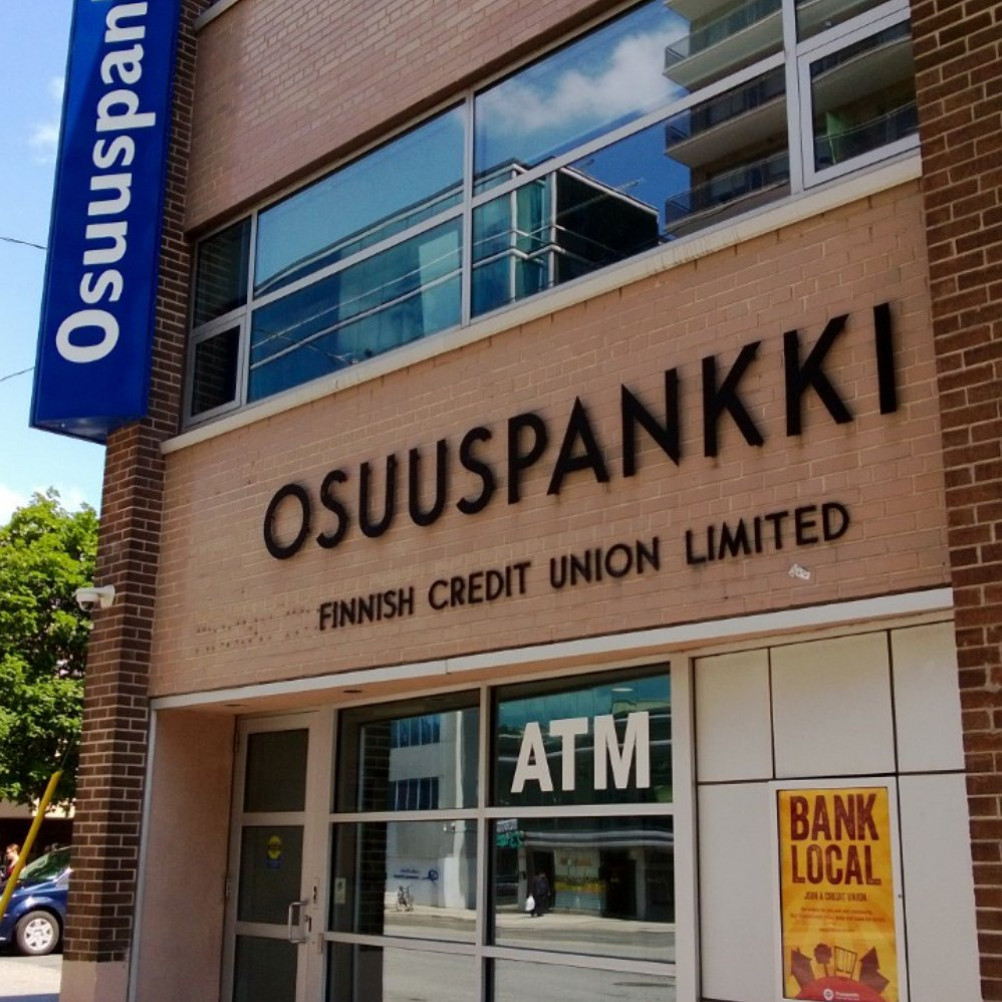 Osuuspan
OSUUSPANKKI
FINNISH CREDIT UNION LIMITED
ATM
BANK
LOCAL
JOIN A CREDIT UNION